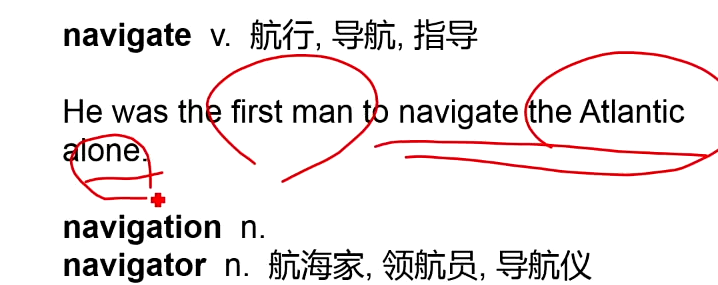 navigate v. 航行, 导航, 指导
He was the first man to navigate the Atlantic
alone.
navigation n.
navigator n. 航海家, 领航员, 导航仪